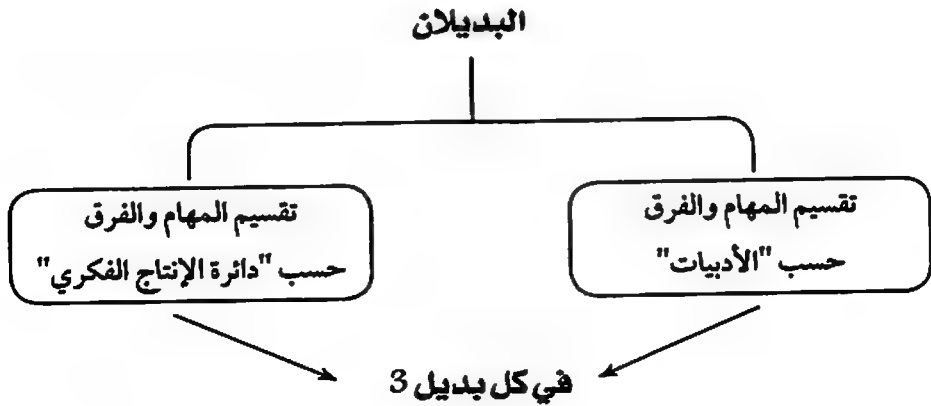 البديلان
تقسيم المهام والفرق
حسب "الأدبيات"
تقسيم المهام والفرق
حسب "دائرة الإنتاج الفكري"
في كل بديل 3